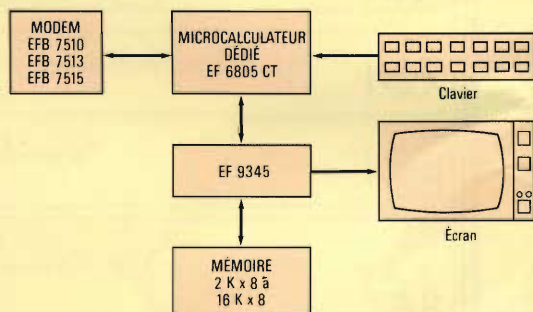 MODEM
EFB 7510
EFB 7513
EFB 7515
MICROCALCULATEUR
DÉDIÉ
EF 6805 CT
Clavier
EF 9345
Écran
MÉMOIRE
2 K x 8 à
16 K x 8